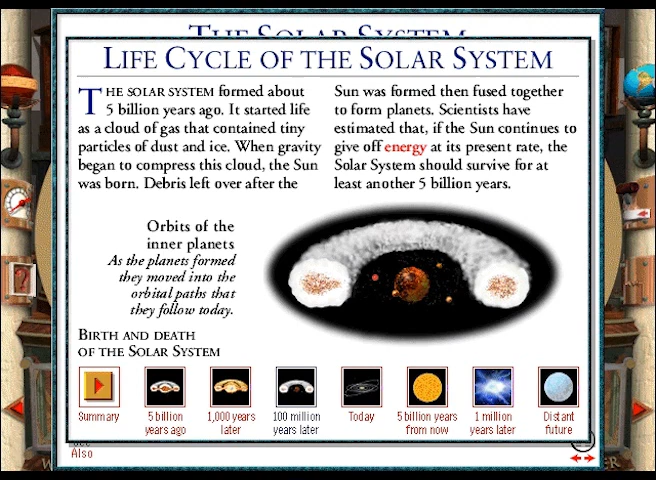 THE SOLAR SYSTEM
LIFE CYCLE OF THE SOLAR SYSTEM
THE SOLAR SYSTEM formed about
5 billion years ago. It started life
as a cloud of gas that contained tiny
particles of dust and ice. When gravity
began to compress this cloud, the Sun
was born. Debris left over after the
Sun was formed then fused together
to form planets. Scientists have
estimated that, if the Sun continues to
give off energy at its present rate, the
Solar System should survive for at
least another 5 billion years.
Orbits of the
inner planets
As the planets formed
they moved into the
orbital paths that
they follow today.
BIRTH AND DEATH
OF THE SOLAR SYSTEM
Summary
5 billion
years ago
1,000 years
later
100 million
years later
Today
5 billion years
from now
1 million
years later
Distant
future
See
Also